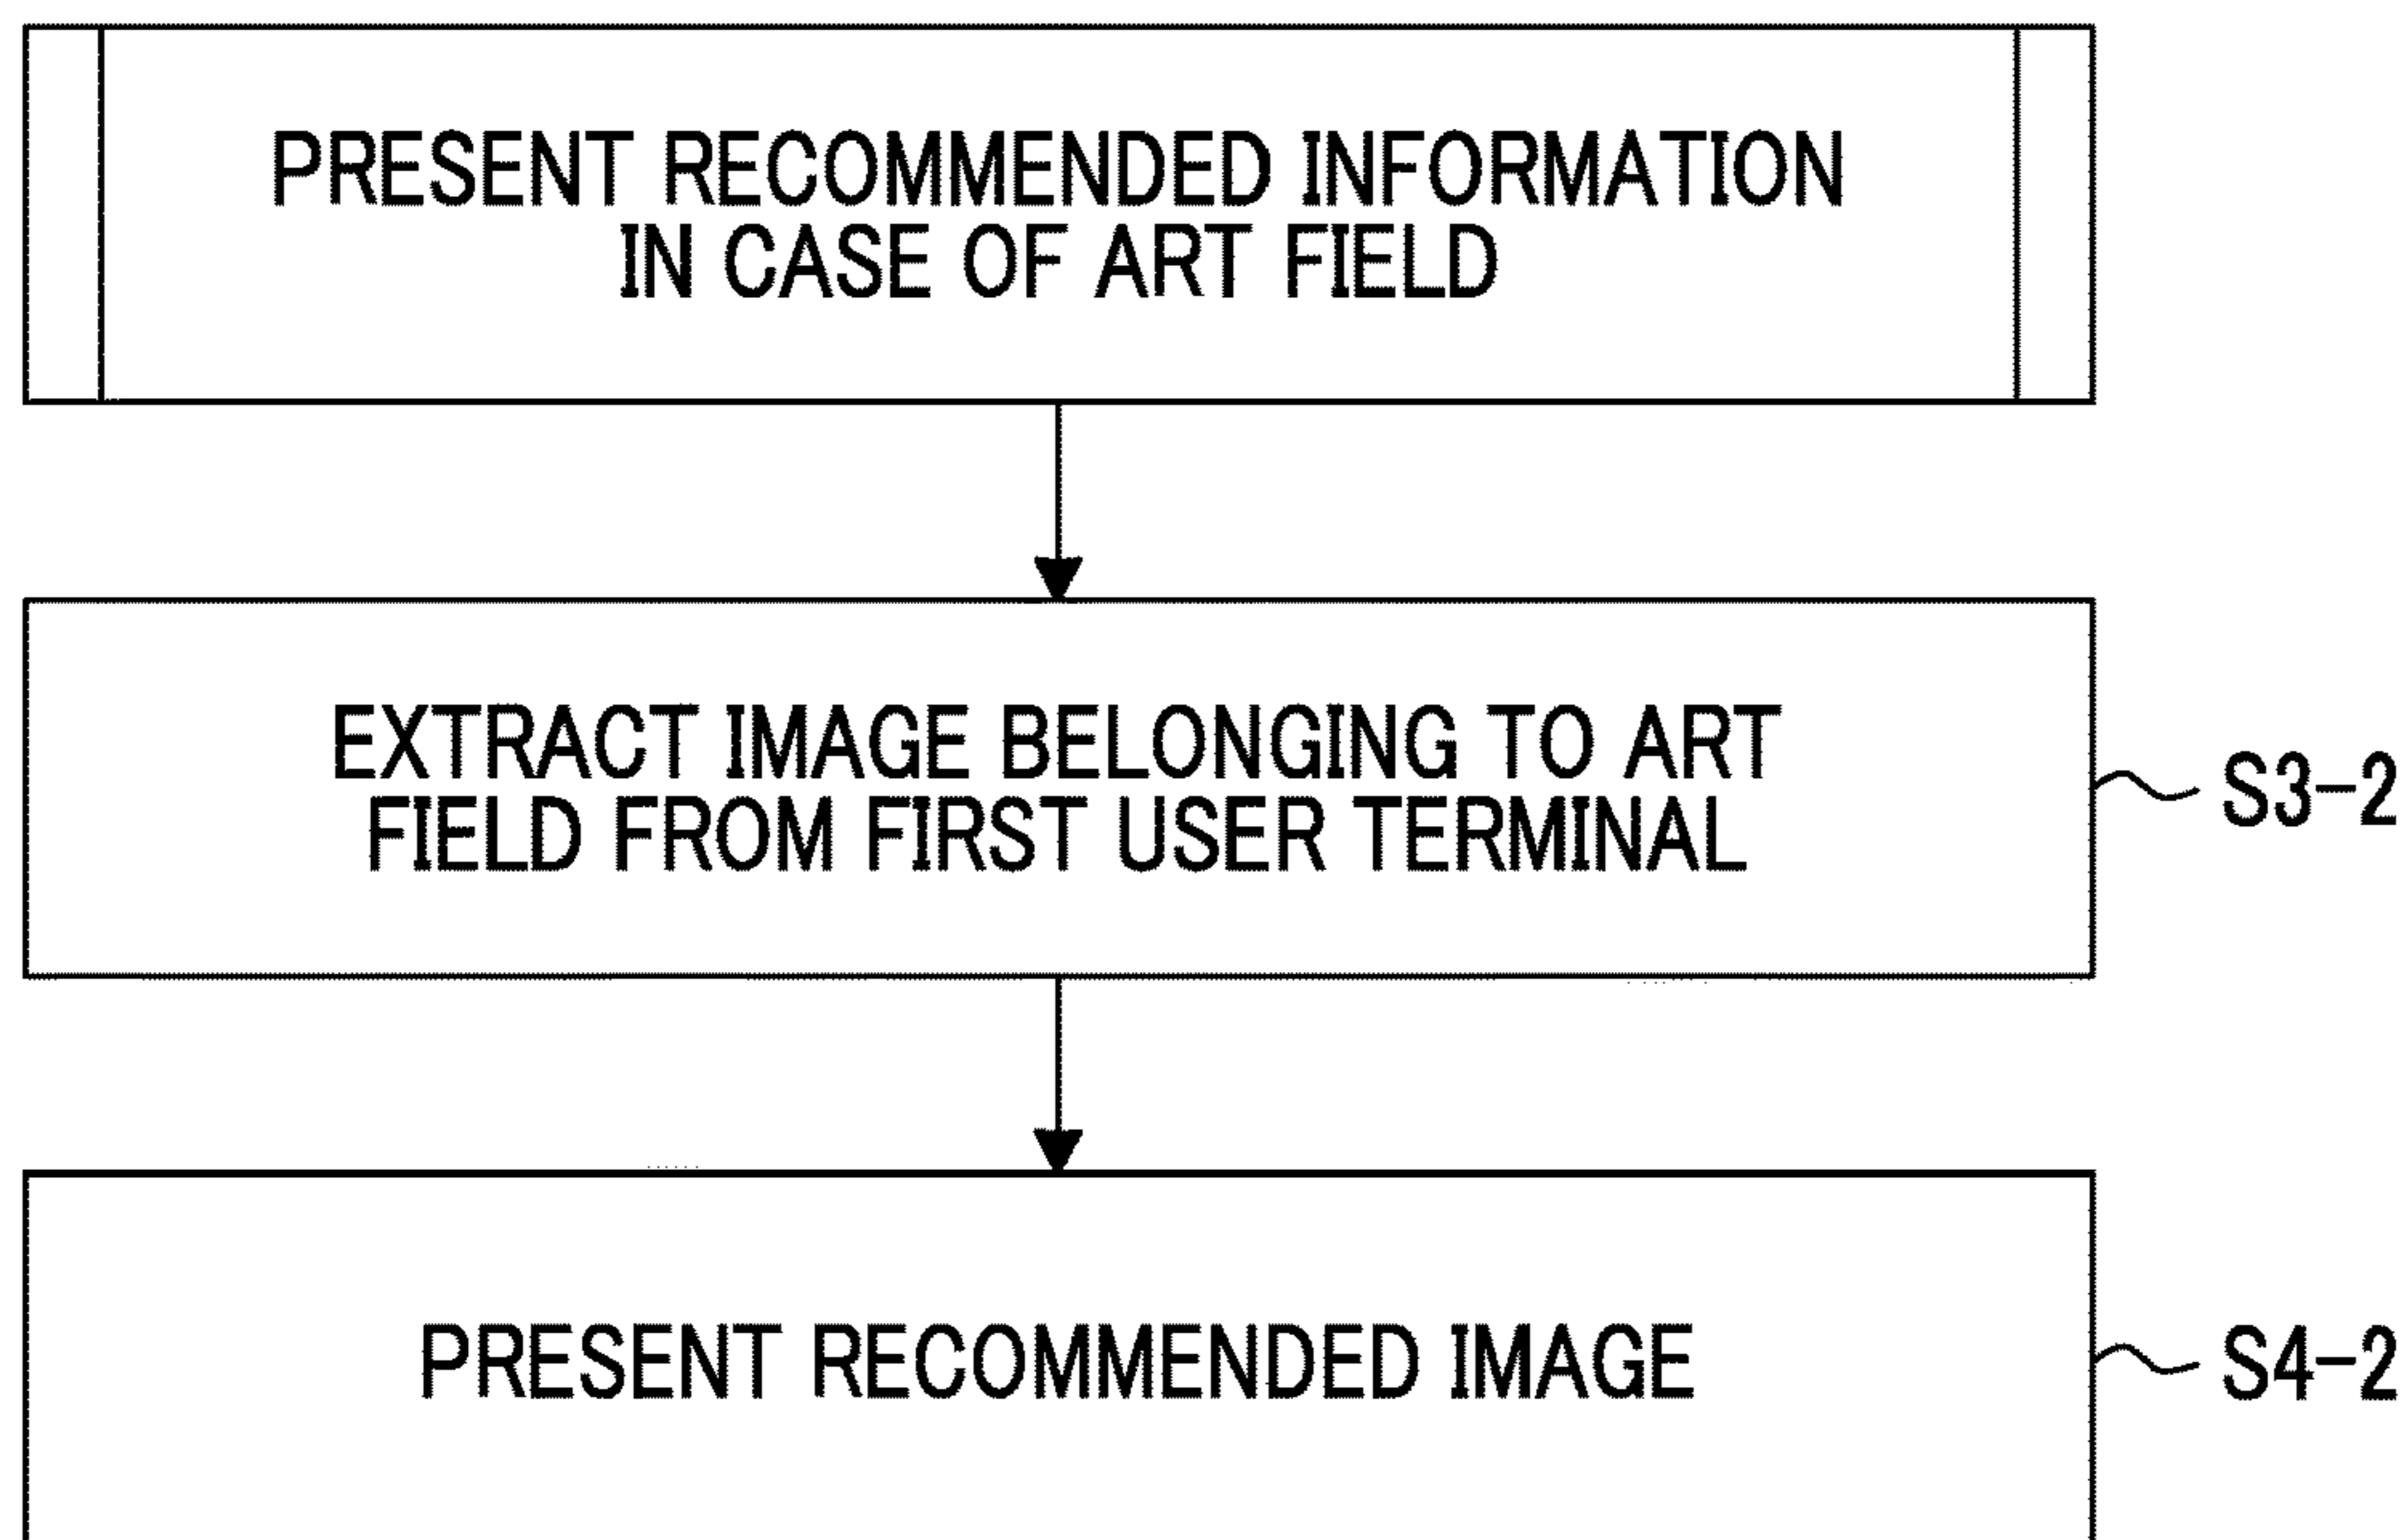 PRESENT RECOMMENDED INFORMATION
IN CASE OF ART FIELD
EXTRACT IMAGE BELONGING TO ART
FIELD FROM FIRST USER TERMINAL
S3-2
PRESENT RECOMMENDED IMAGE
S4-2